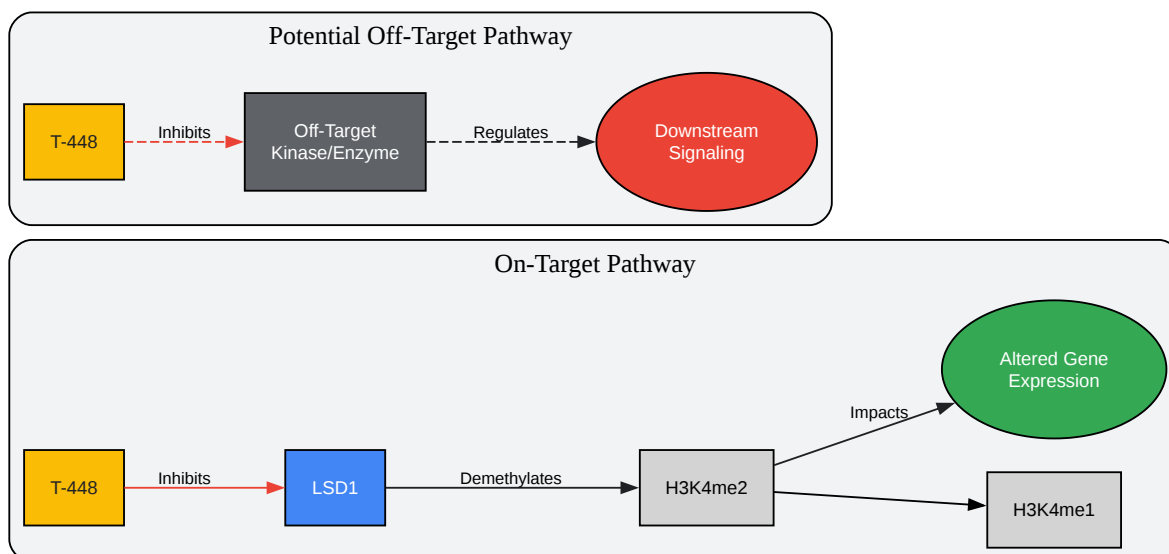 Potential Off-Target Pathway
T-448
Inhibits
Off-Target
Kinase/Enzyme
Regulates
Downstream
Signaling
On-Target Pathway
Altered Gene
Expression
Impacts
T-448
Inhibits
LSD1
Demethylates
H3K4me2
H3K4me1